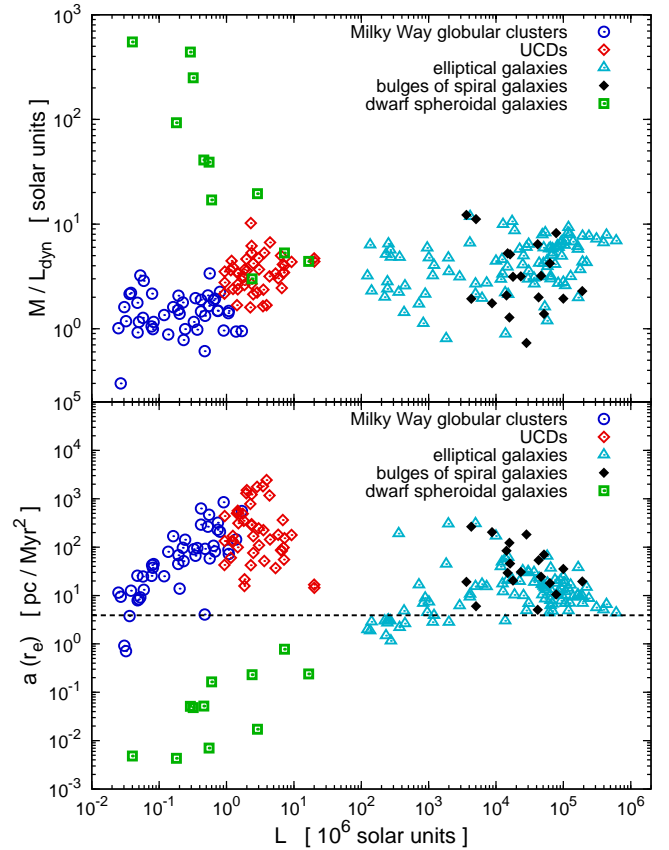 10^3
Milky Way globular clusters
UCDs
elliptical galaxies
bulges of spiral galaxies
dwarf spheroidal galaxies
10^2
10^1
10^0
M / L_dyn [ solar units ]
10^5
Milky Way globular clusters
UCDs
elliptical galaxies
bulges of spiral galaxies
dwarf spheroidal galaxies
10^4
10^3
10^2
10^1
10^0
10^-1
10^-2
10^-3
a (r_e) [ pc / Myr^2 ]
10^-2 10^-1 10^0 10^1 10^2 10^3 10^4 10^5 10^6
L [ 10^6 solar units ]